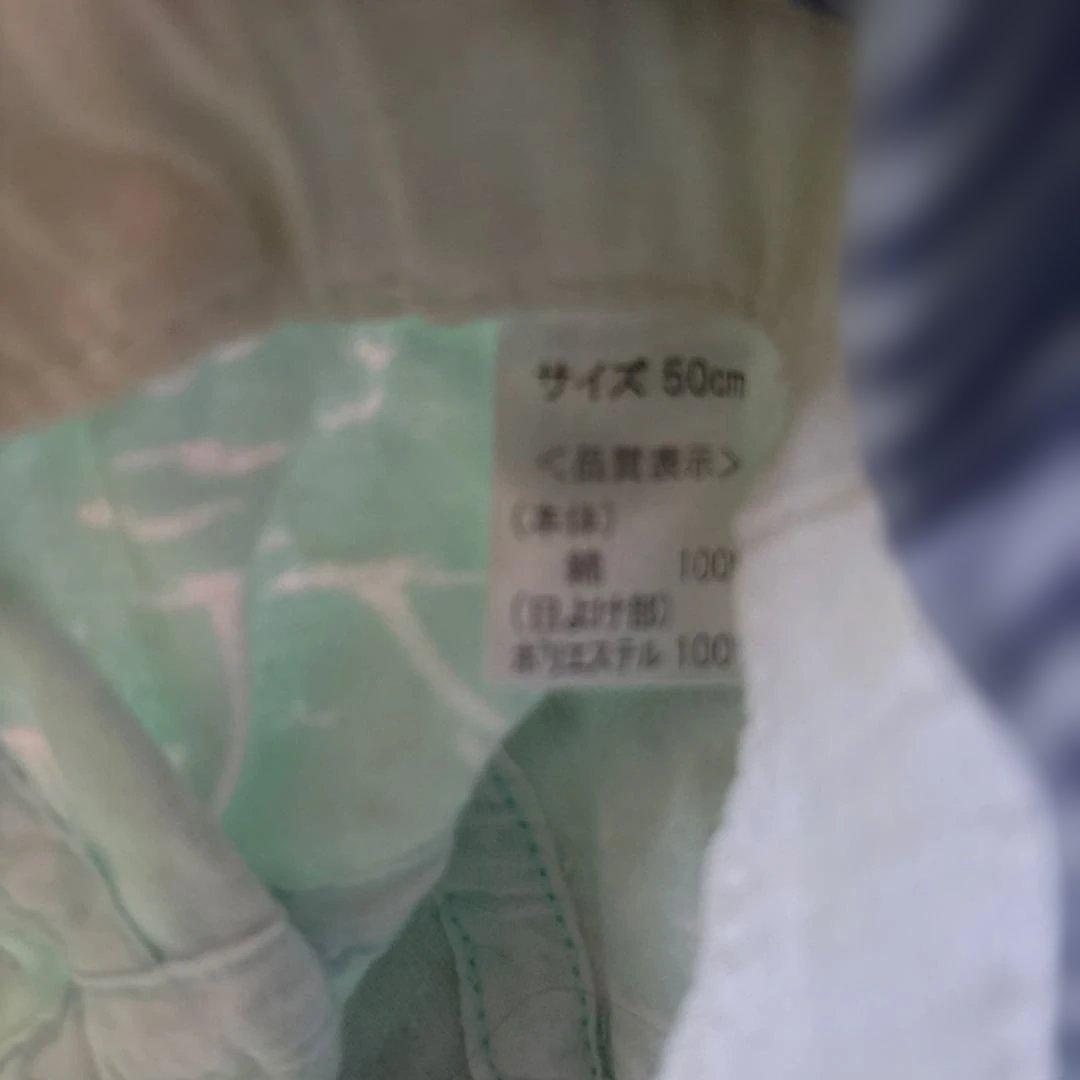 サイズ 50cm
<品質表示>
(本体)
綿 100%
(日よけ部)
ポリエステル 100%